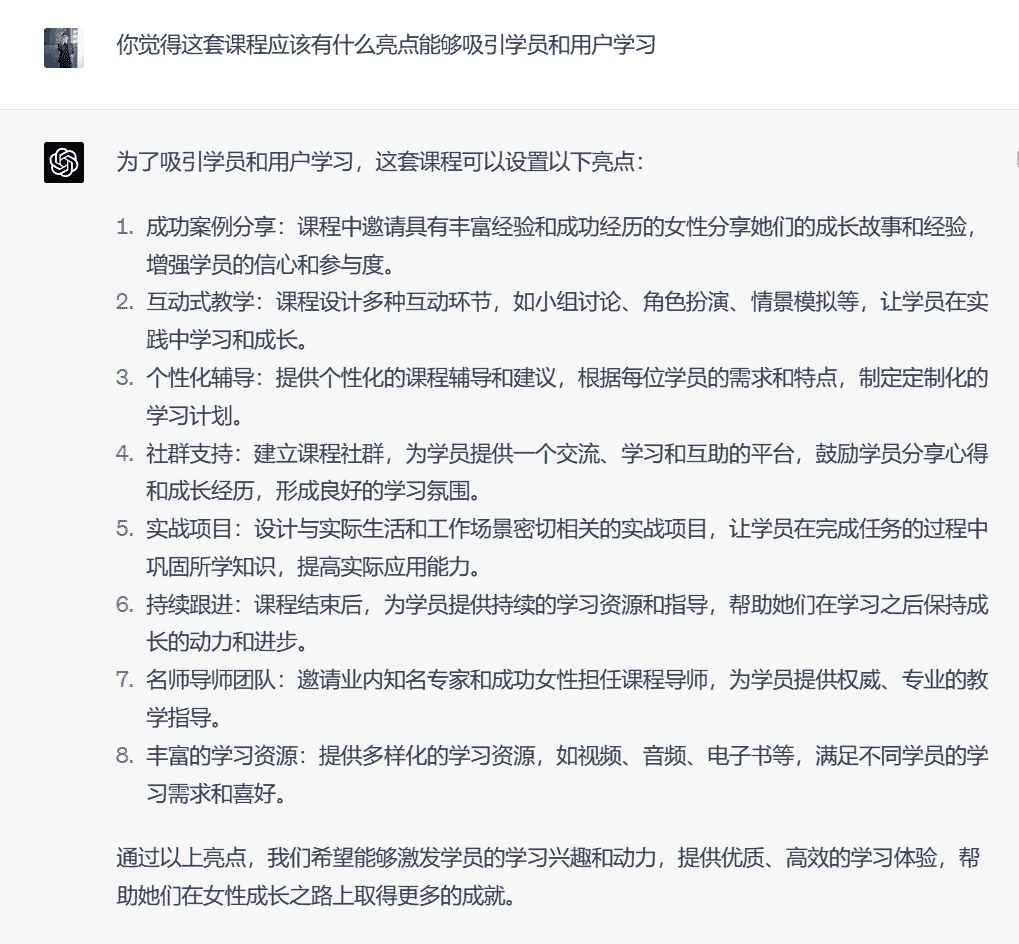 你觉得这套课程应该有什么亮点能够吸引学员和用户学习
为了吸引学员和用户学习，这套课程可以设置以下亮点：
1. 成功案例分享：课程中邀请具有丰富经验和成功经历的女性分享她们的成长故事和经验，
增强学员的信心和参与度。
2. 互动式教学：课程设计多种互动环节，如小组讨论、角色扮演、情景模拟等，让学员在实
践中学习和成长。
3. 个性化辅导：提供个性化的课程辅导和建议，根据每位学员的需求和特点，制定定制化的
学习计划。
4. 社群支持：建立课程社群，为学员提供一个交流、学习和互助的平台，鼓励学员分享心得
和成长经历，形成良好的学习氛围。
5. 实战项目：设计与实际生活和工作场景密切相关的实战项目，让学员在完成任务的过程中
巩固所学知识，提高实际应用能力。
6. 持续跟进：课程结束后，为学员提供持续的学习资源和指导，帮助她们在学习之后保持成
长的动力和进步。
7. 名师导师团队：邀请业内知名专家和成功女性担任课程导师，为学员提供权威、专业的教
学指导。
8. 丰富的学习资源：提供多样化的学习资源，如视频、音频、电子书等，满足不同学员的学
习需求和喜好。
通过以上亮点，我们希望能够激发学员的学习兴趣和动力，提供优质、高效的学习体验，帮
助她们在女性成长之路上取得更多的成就。